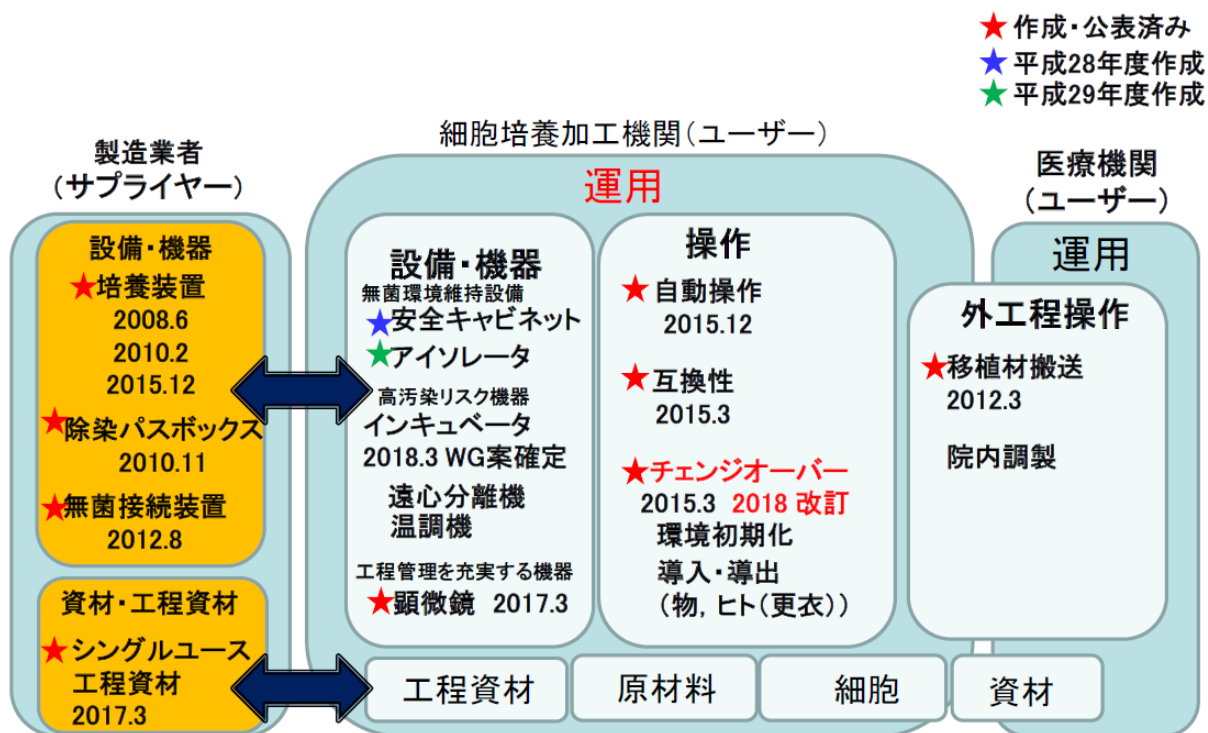 ★作成・公表済み
★平成28年度作成
★平成29年度作成
製造業者
(サプライヤー)
設備・機器
★培養装置
2008.6
2010.2
2015.12
★除染パスボックス
2010.11
★無菌接続装置
2012.8
資材・工程資材
★シングルユース
工程資材
2017.3
細胞培養加工機関(ユーザー)
運用
設備・機器
無菌環境維持設備
★安全キャビネット
★アイソレータ
高汚染リスク機器
インキュベータ
2018.3 WG案確定
遠心分離機
温調機
工程管理を充実する機器
★顕微鏡 2017.3
操作
★自動操作
2015.12
★互換性
2015.3
★チェンジオーバー
2015.3 2018 改訂
環境初期化
導入・導出
(物, ヒト(更衣))
医療機関
(ユーザー)
運用
外工程操作
★移植材搬送
2012.3
院内調製
工程資材
原材料
細胞
資材